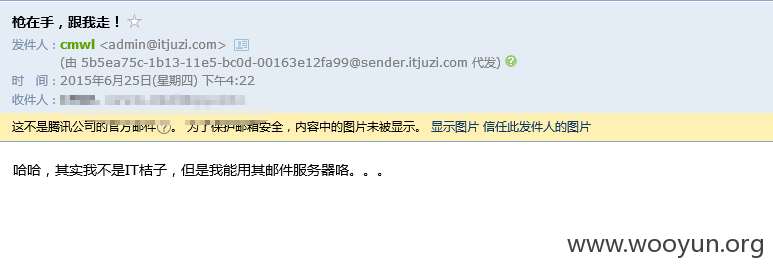 枪在手，跟我走！
发件人：cmwl <admin@itjuzi.com>
(由 5b5ea75c-1b13-11e5-bc0d-00163e12fa99@sender.itjuzi.com 代发)
时 间：2015年6月25日(星期四) 下午4:22
收件人：
这不是腾讯公司的官方邮件?。 为了保护邮箱安全，内容中的图片未被显示。 显示图片 信任此发件人的图片
哈哈，其实我不是IT桔子，但是我能用其邮件服务器咯。。。
www.wooyun.org